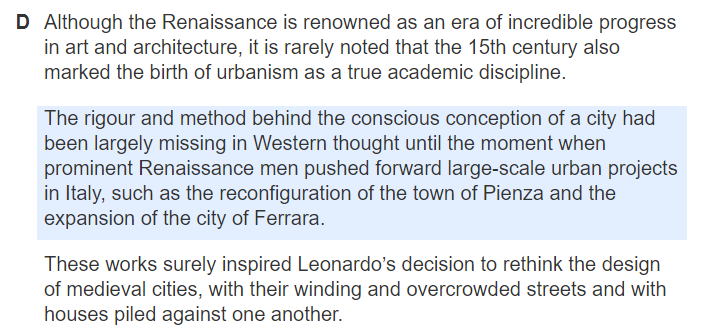 D Although the Renaissance is renowned as an era of incredible progress
in art and architecture, it is rarely noted that the 15th century also
marked the birth of urbanism as a true academic discipline.
The rigour and method behind the conscious conception of a city had
been largely missing in Western thought until the moment when
prominent Renaissance men pushed forward large-scale urban projects
in Italy, such as the reconfiguration of the town of Pienza and the
expansion of the city of Ferrara.
These works surely inspired Leonardo’s decision to rethink the design
of medieval cities, with their winding and overcrowded streets and with
houses piled against one another.